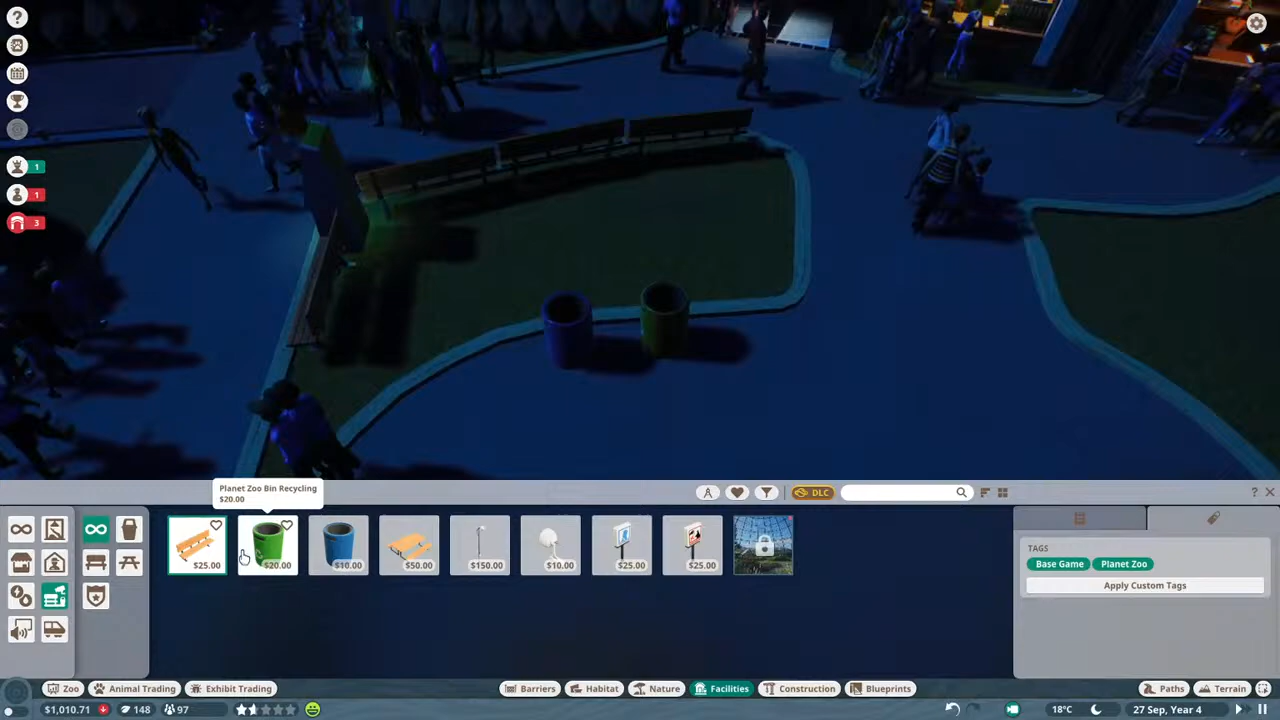 ?
1
1
3
Planet Zoo Bin Recycling
$20.00
DLC
?
$25.00
$20.00
$10.00
$50.00
$150.00
$10.00
$25.00
$25.00
TAGS
Base Game
Planet Zoo
Apply Custom Tags
Zoo
Animal Trading
Exhibit Trading
Barriers
Habitat
Nature
Facilities
Construction
Blueprints
Paths
Terrain
$1,010.71
148
97
18°C
27 Sep, Year 4